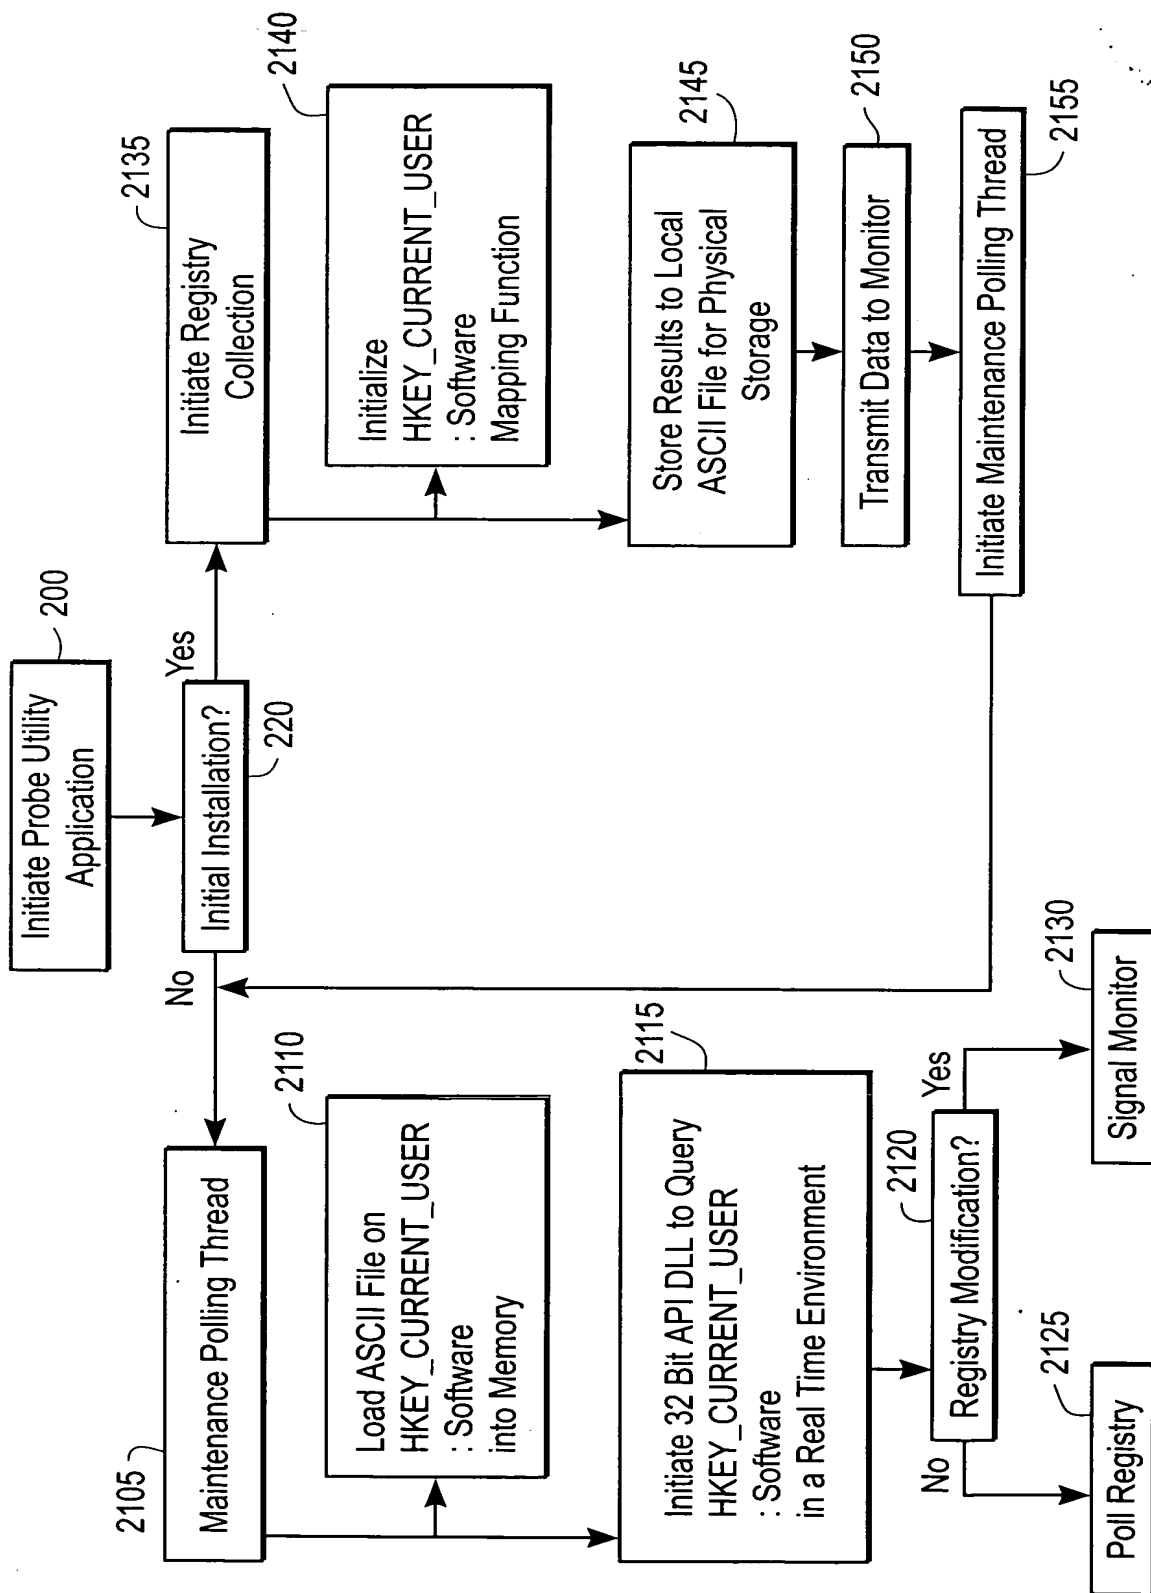 Initiate Probe Utility
Application
200
Initial Installation?
220
No
Yes
2105
Maintenance Polling Thread
2110
Load ASCII File on
HKEY_CURRENT_USER
: Software
into Memory
2115
Initiate 32 Bit API DLL to Query
HKEY_CURRENT_USER
: Software
in a Real Time Environment
2120
Registry Modification?
No
Yes
2125
Poll Registry
2130
Signal Monitor
2135
Initiate Registry
Collection
2140
Initialize
HKEY_CURRENT_USER
: Software
Mapping Function
2145
Store Results to Local
ASCII File for Physical
Storage
2150
Transmit Data to Monitor
2155
Initiate Maintenance Polling Thread